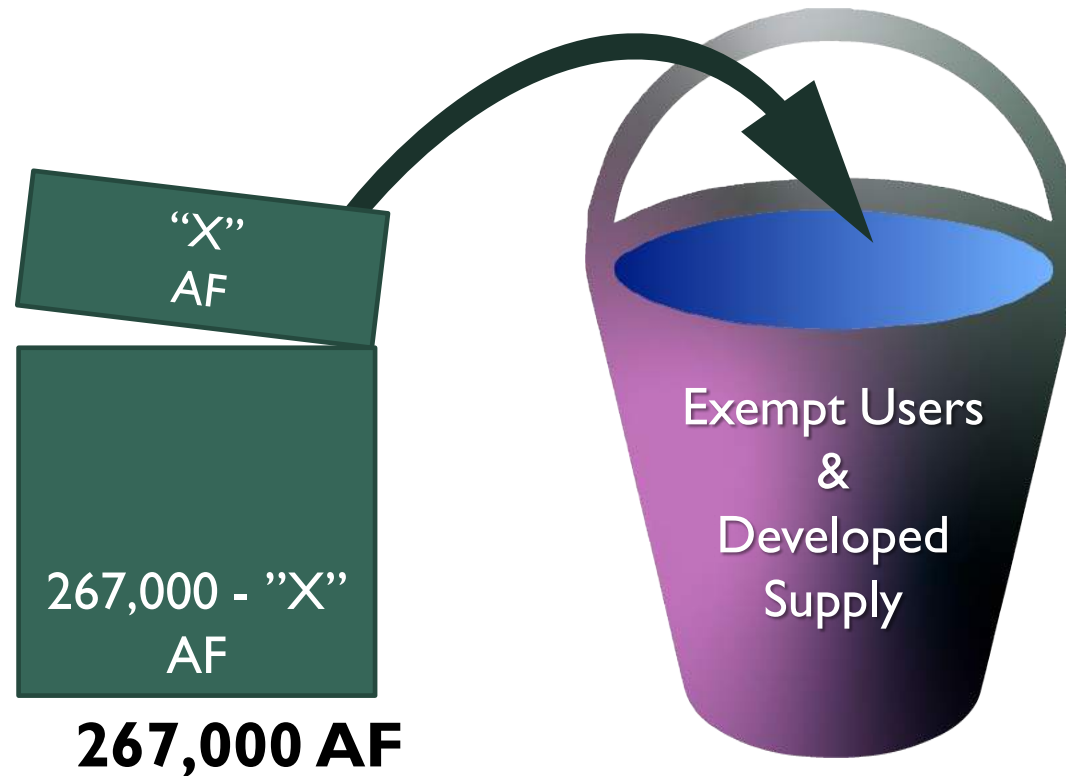 “X”
AF
267,000 - ”X”
AF
267,000 AF
Exempt Users
&
Developed
Supply